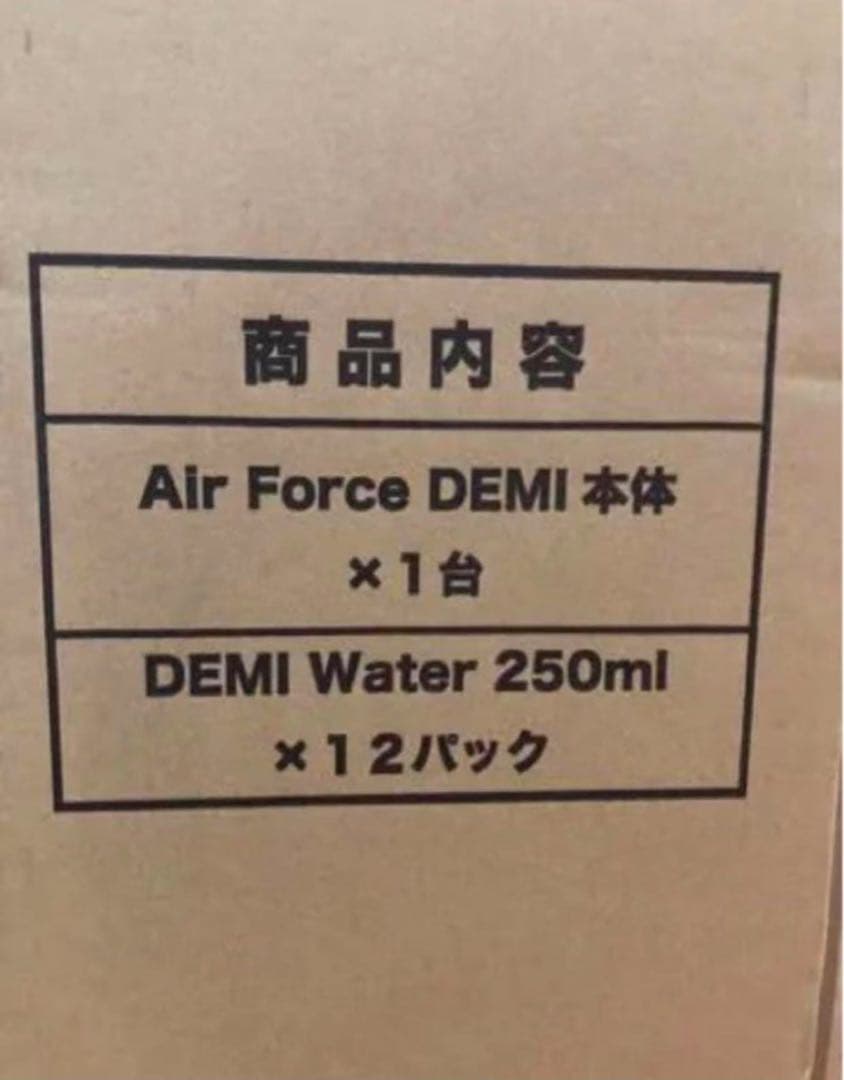 商品内容
Air Force DEMI 本体
×1台
DEMI Water 250ml
×12パック